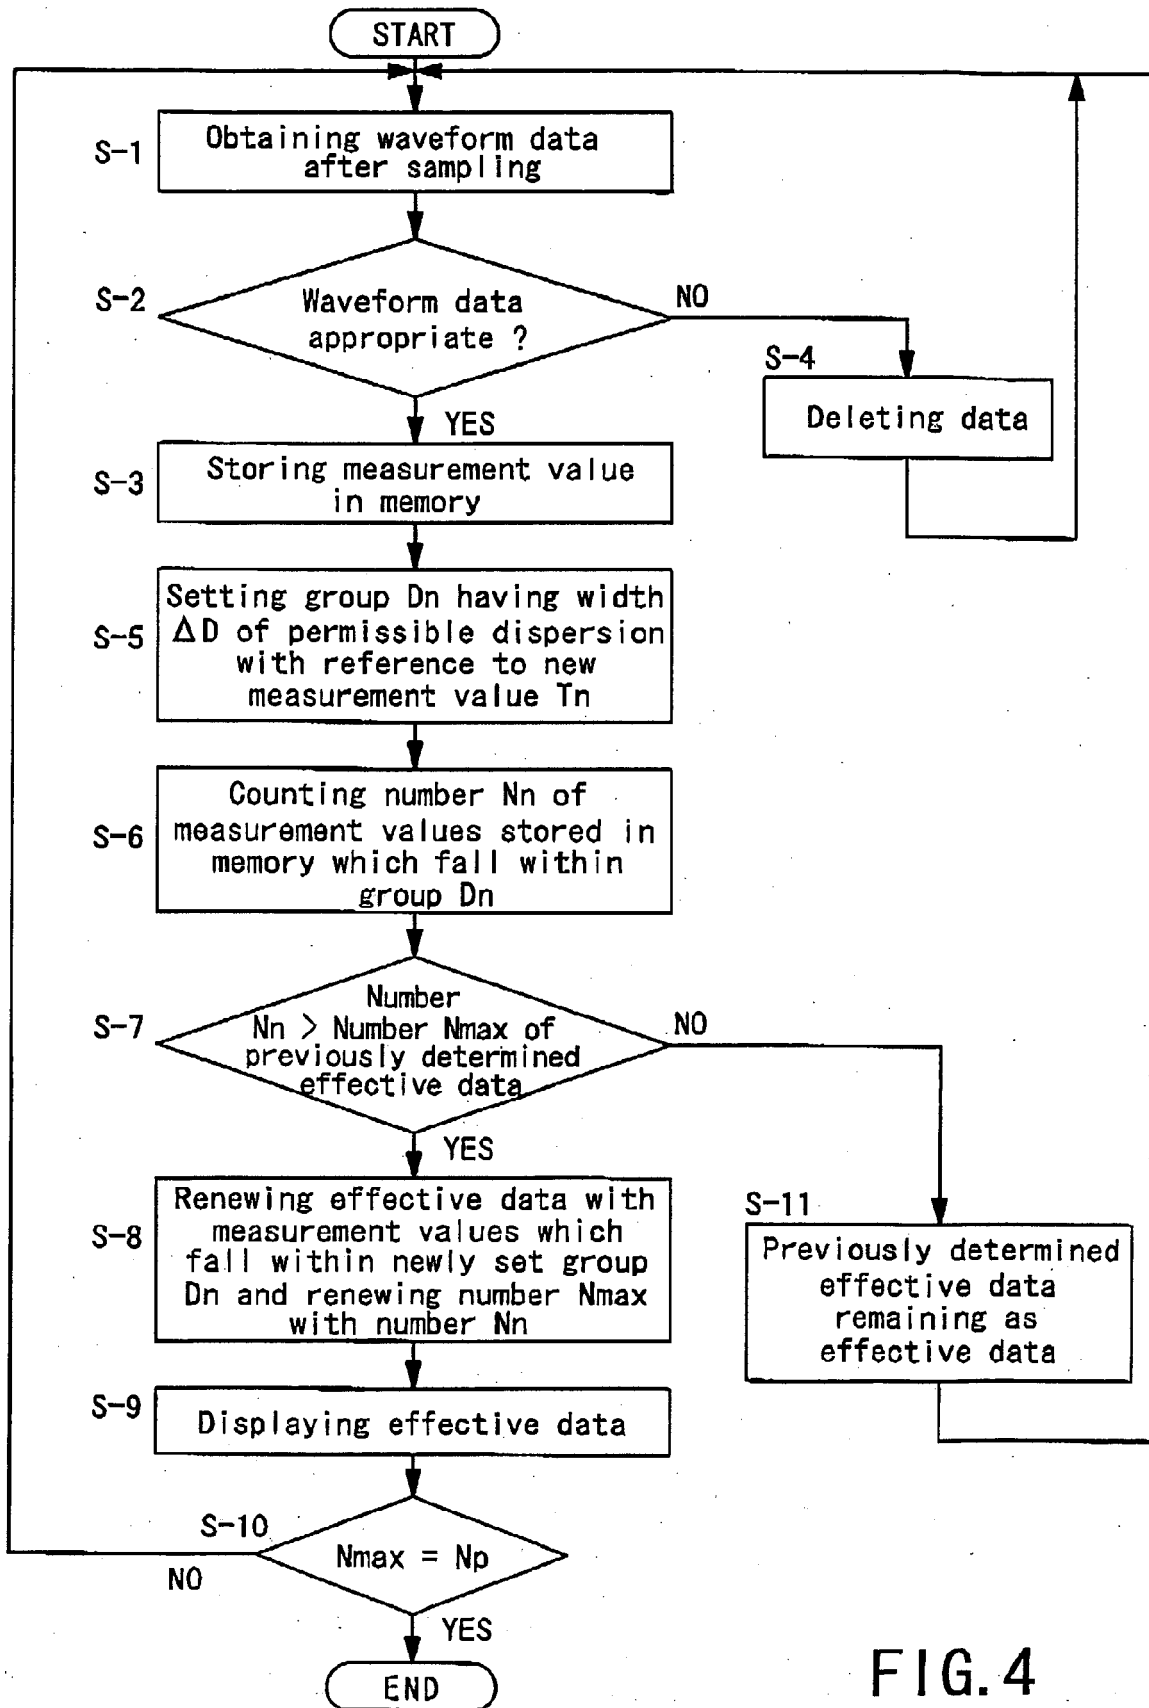 START
S-1
Obtaining waveform data
after sampling
S-2
Waveform data
appropriate ?
NO
YES
S-4
Deleting data
S-3
Storing measurement value
in memory
S-5
Setting group Dn having width
ΔD of permissible dispersion
with reference to new
measurement value Tn
S-6
Counting number Nn of
measurement values stored in
memory which fall within
group Dn
S-7
Number
Nn > Number Nmax of
previously determined
effective data
NO
YES
S-8
Renewing effective data with
measurement values which
fall within newly set group
Dn and renewing number Nmax
with number Nn
S-11
Previously determined
effective data
remaining as
effective data
S-9
Displaying effective data
S-10
Nmax = Np
NO
YES
END
FIG. 4